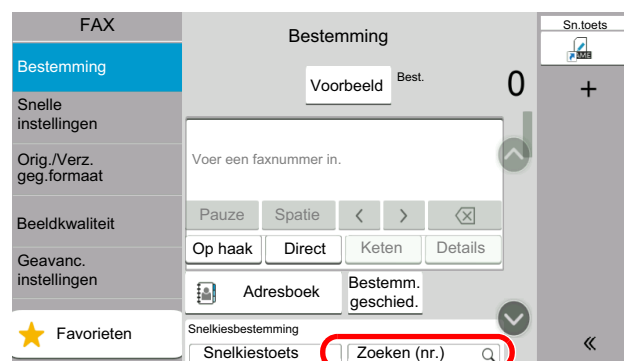 FAX
Bestemming
Snelle
instellingen
Orig./Verz.
geg.formaat
Beeldkwaliteit
Geavanc.
instellingen
Favorieten
Bestemming
Voorbeeld
Best.
0
Voer een faxnummer in.
Pauze
Spatie
Op haak
Direct
Keten
Details
Adresboek
Bestemm.
geschied.
Snelkiesbestemming
Snelkiestoets
Zoeken (nr.)
Sn.toets
+
«